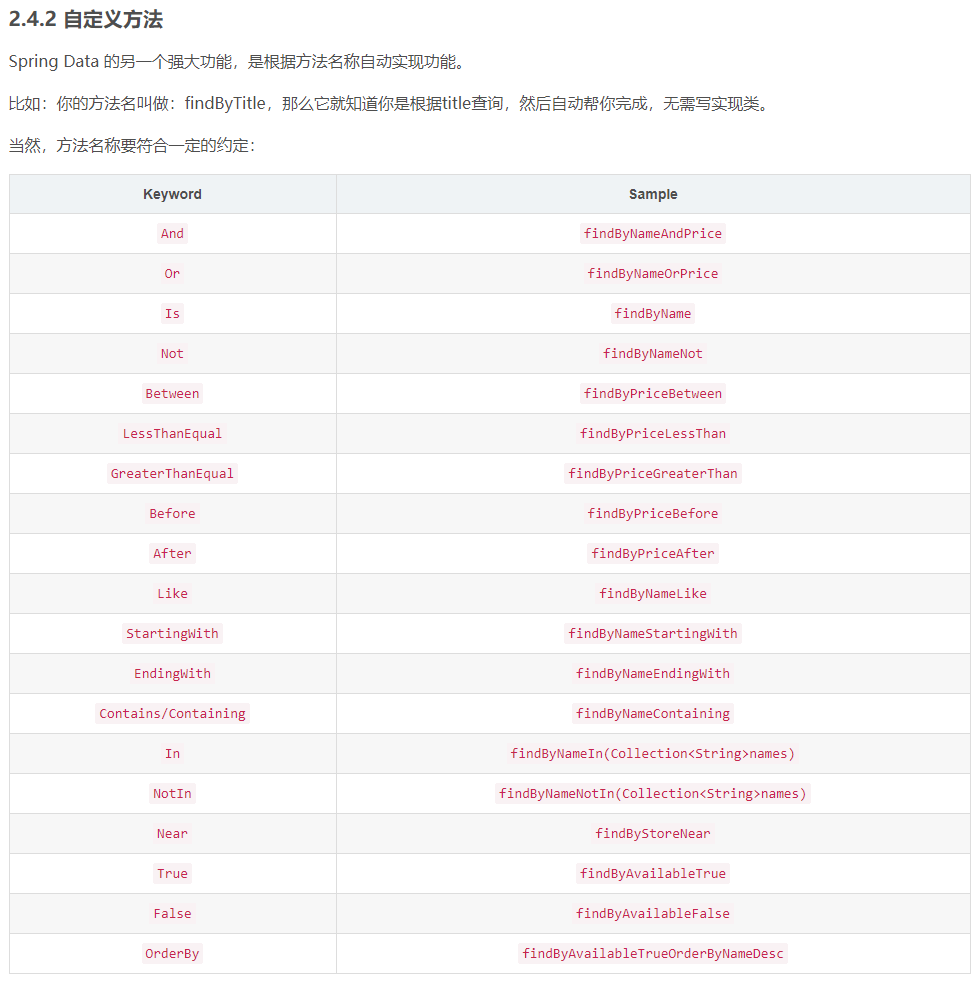 2.4.2 自定义方法
Spring Data 的另一个强大功能，是根据方法名称自动实现功能。
比如：你的方法名叫做：findByTitle，那么它就知道你是根据title查询，然后自动帮你完成，无需写实现类。
当然，方法名称要符合一定的约定：
Keyword Sample
And findByNameAndPrice
Or findByNameOrPrice
Is findByName
Not findByNameNot
Between findByPriceBetween
LessThanEqual findByPriceLessThan
GreaterThanEqual findByPriceGreaterThan
Before findByPriceBefore
After findByPriceAfter
Like findByNameLike
StartingWith findByNameStartingWith
EndingWith findByNameEndingWith
Contains/Containing findByNameContaining
In findByNameIn(Collection<String>names)
NotIn findByNameNotIn(Collection<String>names)
Near findByStoreNear
True findByAvailableTrue
False findByAvailableFalse
OrderBy findByAvailableTrueOrderByNameDesc